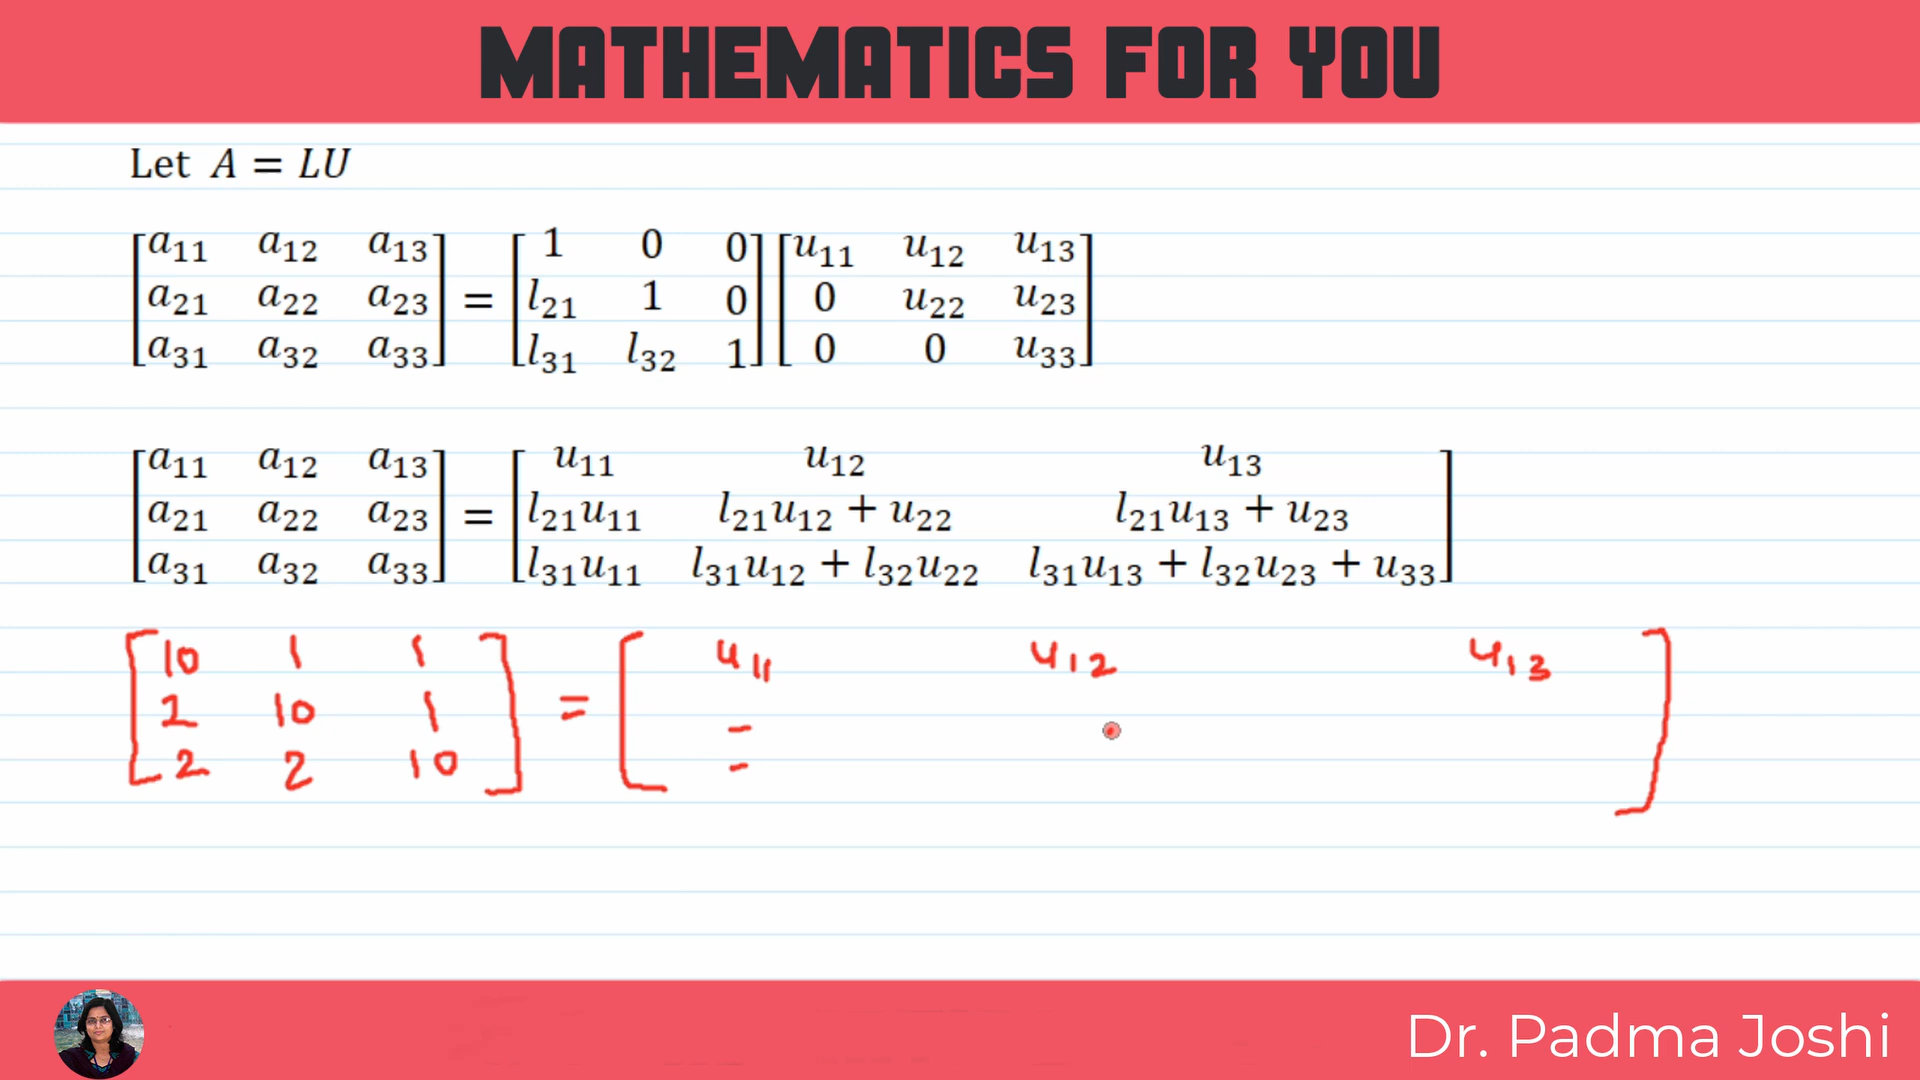 MATHEMATICS FOR YOU
Let A = LU
[a₁₁ a₁₂ a₁₃] [1 0 0] [u₁₁ u₁₂ u₁₃]
[a₂₁ a₂₂ a₂₃] = [l₂₁ 1 0] [0 u₂₂ u₂₃]
[a₃₁ a₃₂ a₃₃] [l₃₁ l₃₂ 1] [0 0 u₃₃]
[a₁₁ a₁₂ a₁₃] [u₁₁ u₁₂ u₁₃]
[a₂₁ a₂₂ a₂₃] = [l₂₁u₁₁ l₂₁u₁₂ + u₂₂ l₂₁u₁₃ + u₂₃]
[a₃₁ a₃₂ a₃₃] [l₃₁u₁₁ l₃₁u₁₂ + l₃₂u₂₂ l₃₁u₁₃ + l₃₂u₂₃ + u₃₃]
[10 1 1] [u₁₁ u₁₂ u₁₃]
[2 10 1] = [–
[2 2 10] [–
Dr. Padma Joshi